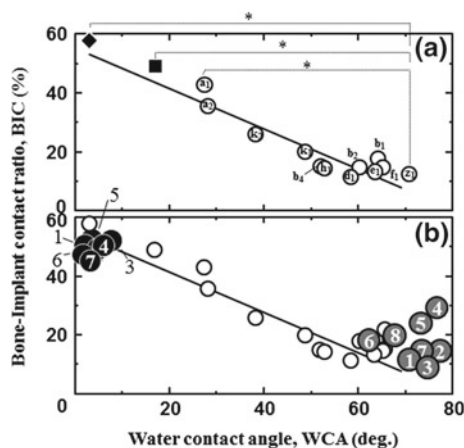 Bone-Implant contact ratio, BIC (%)
60
40
20
0
*
*
*
(a)
a₁
a₂
b₄
b₂
b₁
d₁
e₁
f₁
z₁
60
40
20
0
(b)
5
1
4
6
7
3
4
5
6
8
7
2
1
3
0
20
40
60
80
Water contact angle, WCA (deg.)